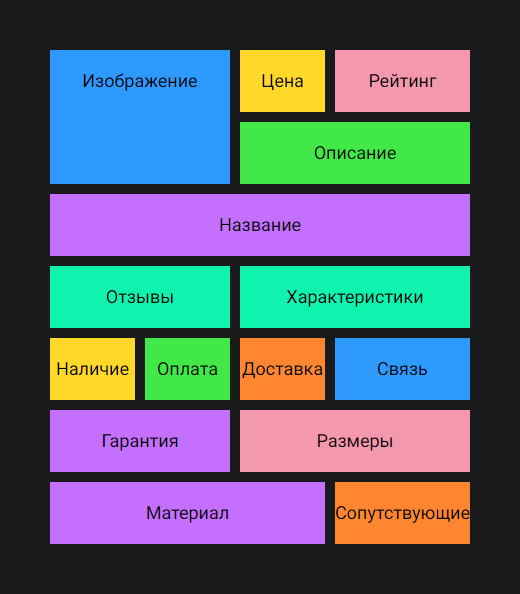 Изображение
Цена
Рейтинг
Описание
Название
Отзывы
Характеристики
Наличие
Оплата
Доставка
Связь
Гарантия
Размеры
Материал
Сопутствующие